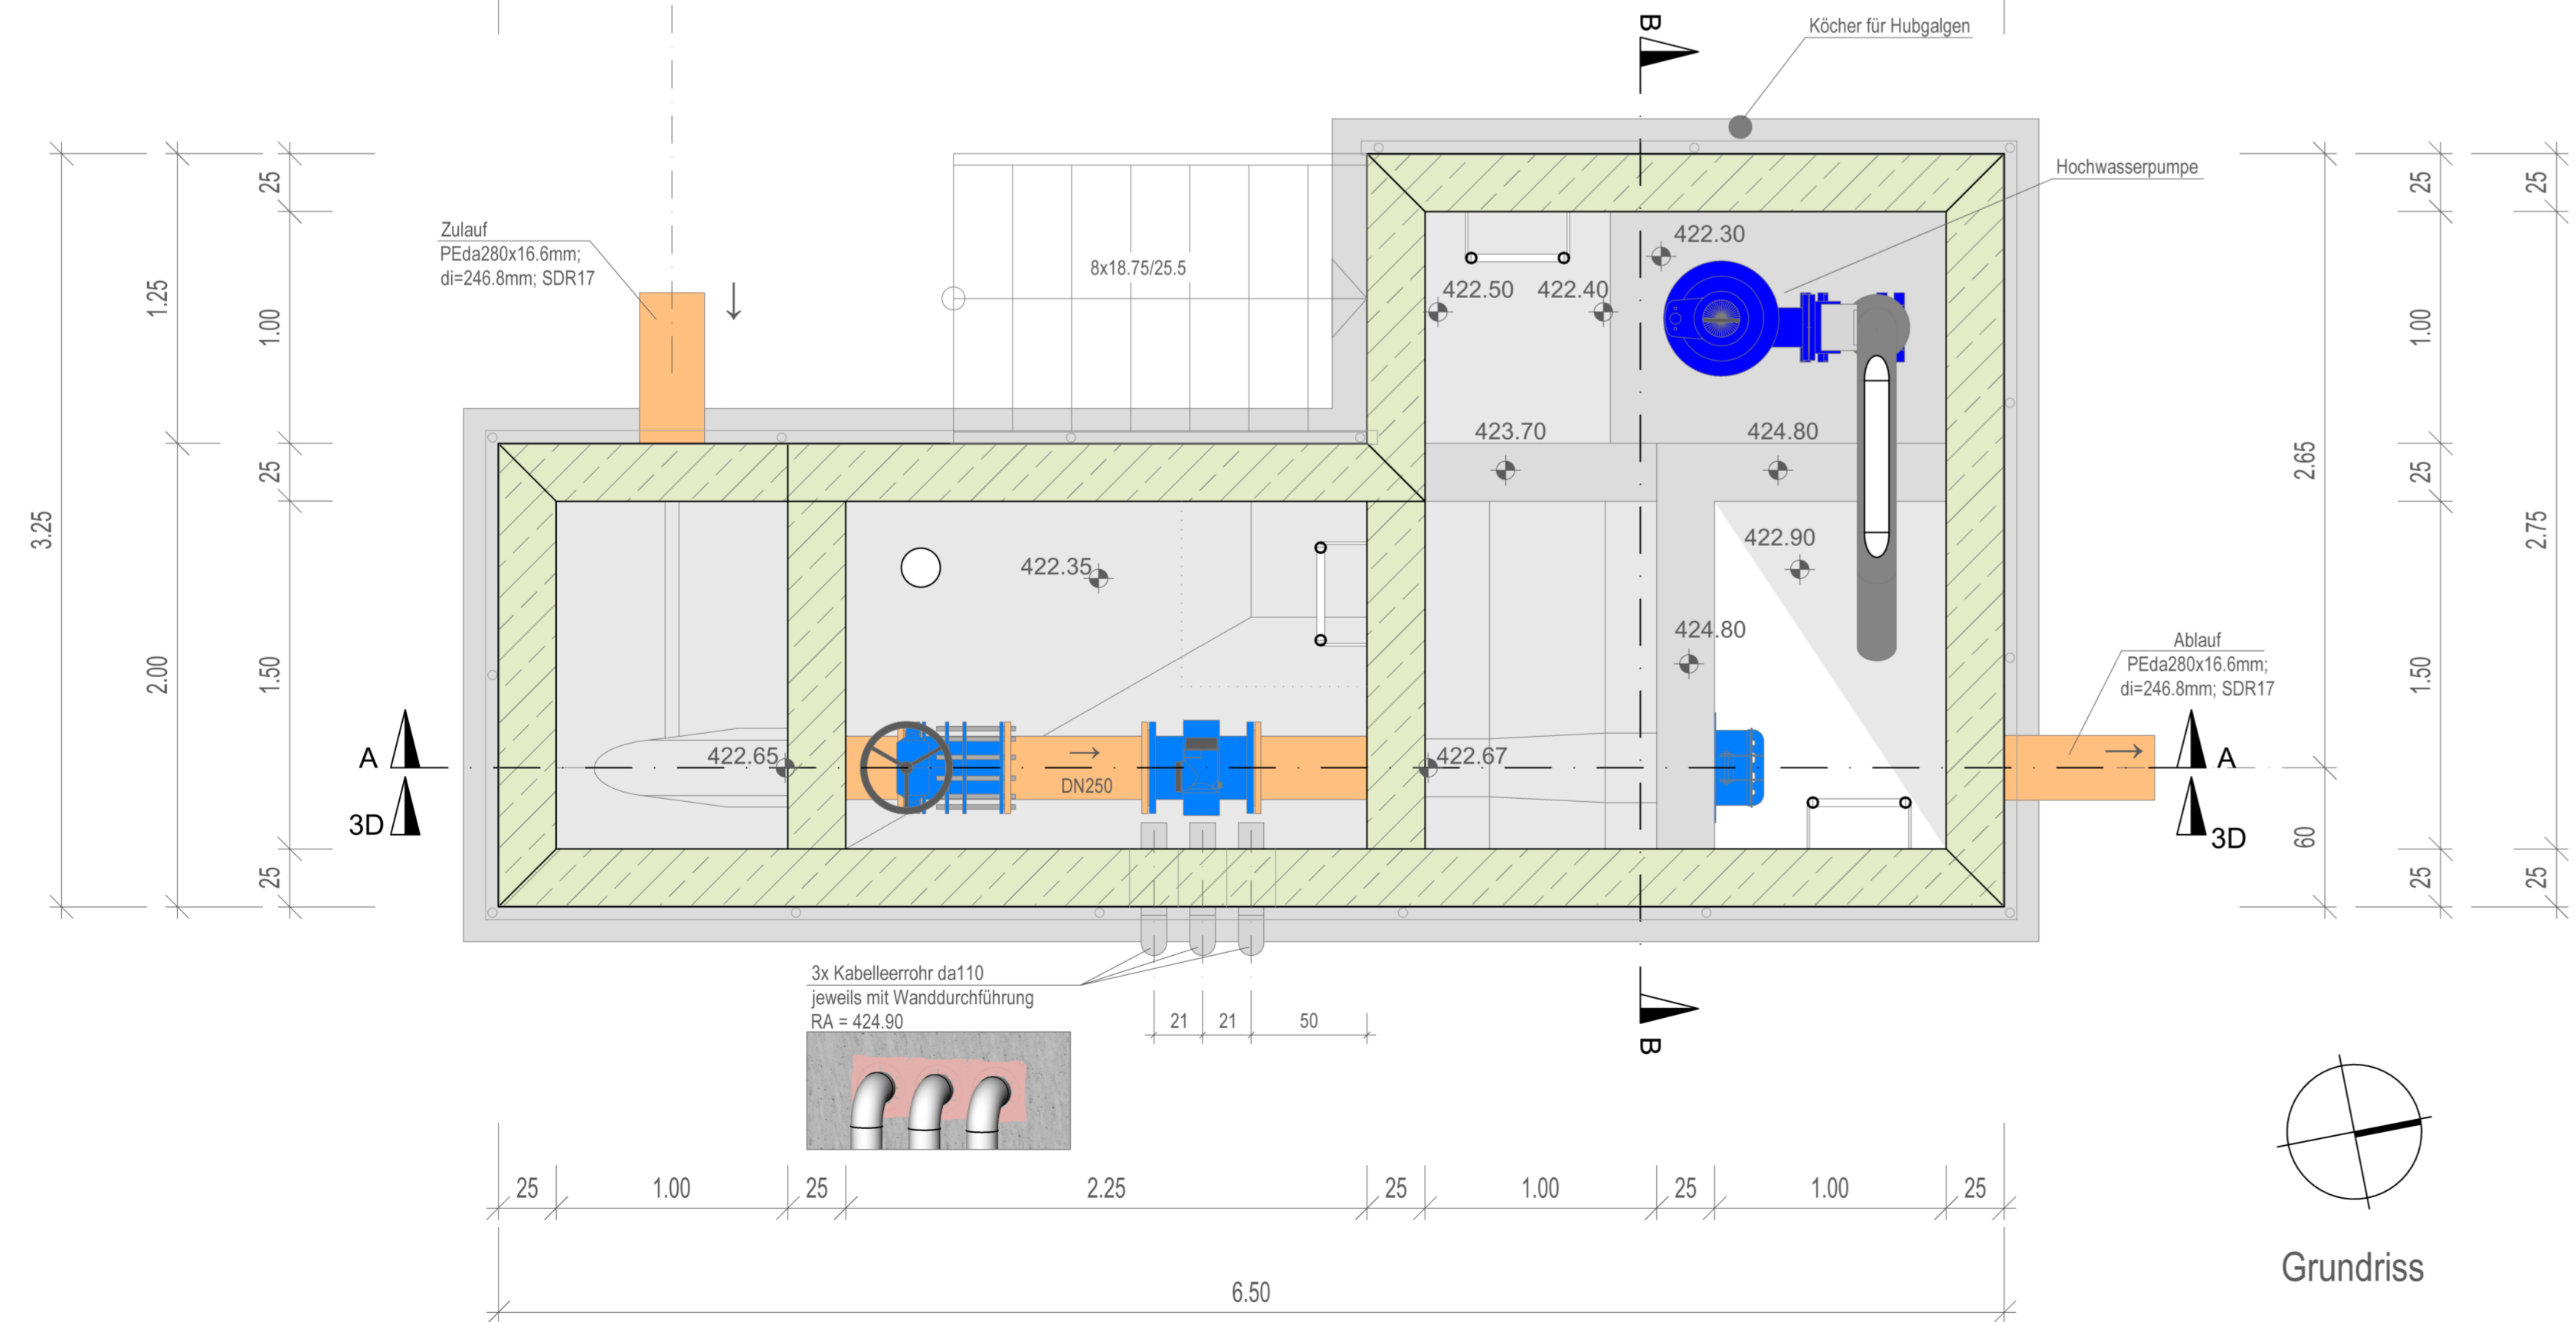 B
Köcher für Hubgalgen
Hochwasserpumpe
Zulauf
PEda280x16.6mm;
di=246.8mm; SDR17
8x18.75/25.5
422.30
422.50
422.40
423.70
424.80
422.35
422.90
424.80
Ablauf
PEda280x16.6mm;
di=246.8mm; SDR17
422.65
422.67
DN250
A
3D
A
3D
3.25
1.25
2.00
25
1.00
25
1.50
25
2.65
60
25
1.00
25
1.50
25
25
2.75
25
3x Kabelleerrohr da110
jeweils mit Wanddurchführung
RA = 424.90
21
21
50
B
25
1.00
25
2.25
25
1.00
25
1.00
25
6.50
Grundriss